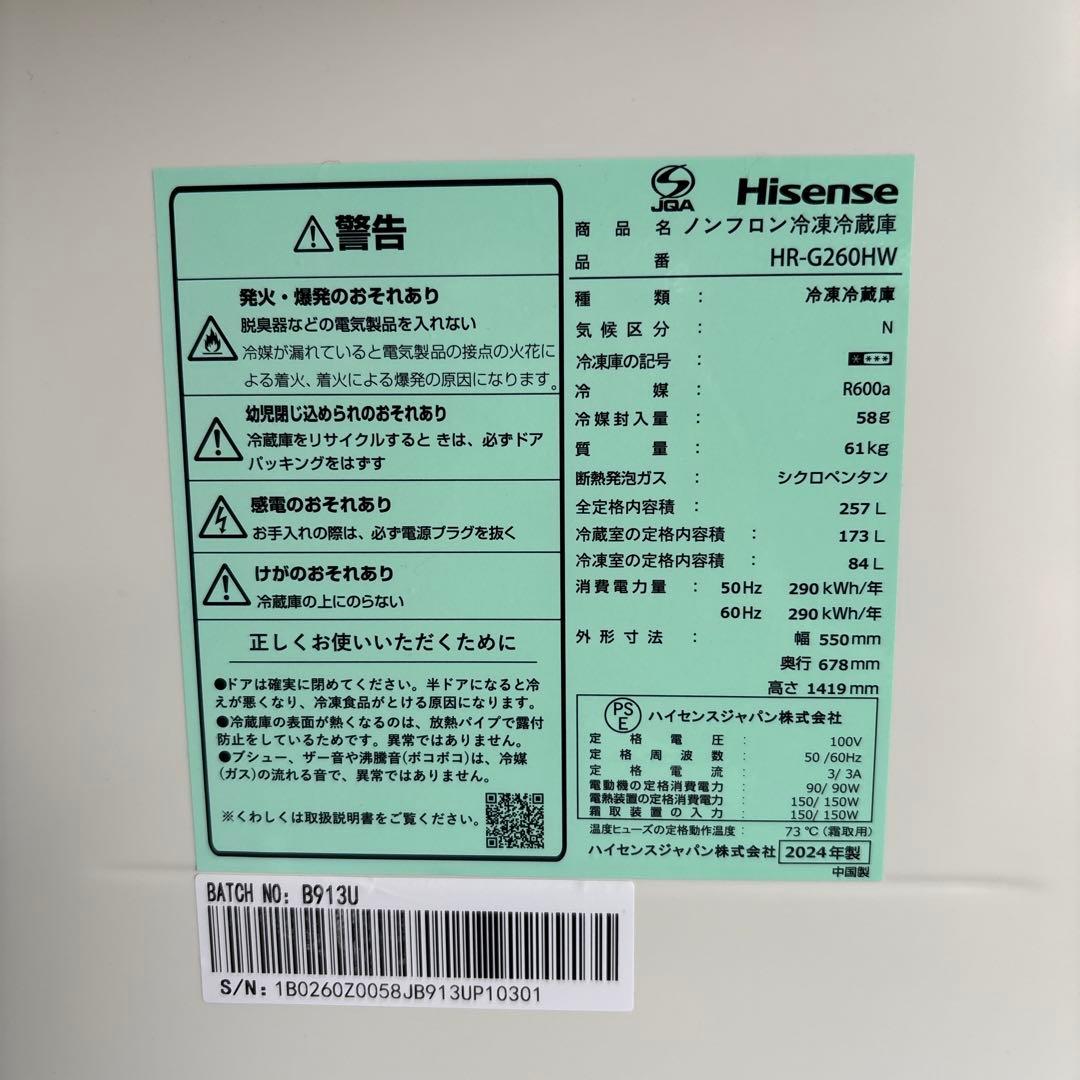 警告
発火・爆発のおそれあり
脱臭器などの電気製品を入れない
冷媒が漏れていると電気製品の接点の火花に
よる着火、着火による爆発の原因になります。
幼児閉じ込められのおそれあり
冷蔵庫をリサイクルすると きは、必ずドア
パッキングをはずす
感電のおそれあり
お手入れの際は、必ず電源プラグを抜く
けがのおそれあり
冷蔵庫の上にのらない
正しくお使いいただくために
●ドアは確実に閉めてください。半ドアになると冷
えが悪くなり、冷凍食品がとける原因になります。
●冷蔵庫の表面が熱くなるのは、放熱パイプで露付
防止をしているためです。異常ではありません。
●ブシュー、ザー音や沸騰音(ボコボコ)は、冷媒
(ガス)の流れる音で、異常ではありません。
※くわしくは取扱説明書をご覧ください。
JQA
Hisense
商品名 ノンフロン冷凍冷蔵庫
品番 HR-G260HW
種類 : 冷凍冷蔵庫
気候区分 : N
冷凍庫の記号 : ****
冷媒 : R600a
冷媒封入量 : 58g
質量 : 61kg
断熱発泡ガス : シクロペンタン
全定格内容積 : 257 L
冷蔵室の定格内容積 : 173 L
冷凍室の定格内容積 : 84 L
消費電力量 : 50Hz 290 kWh/年
60Hz 290 kWh/年
外形寸法 : 幅 550mm
奥行 678mm
高さ 1419mm
PSE ハイセンスジャパン株式会社
定格電圧 : 100V
定格周波数 : 50/60Hz
定格電流 : 3/ 3A
電動機の定格消費電力 : 90/ 90W
電熱装置の定格消費電力 : 150/ 150W
霜取装置の入力 : 150/ 150W
温度ヒューズの定格動作温度 : 73℃(霜取用)
ハイセンスジャパン株式会社 2024年製
中国製
BATCH NO: B913U
S/N: 1B0260Z0058JB913UP10301